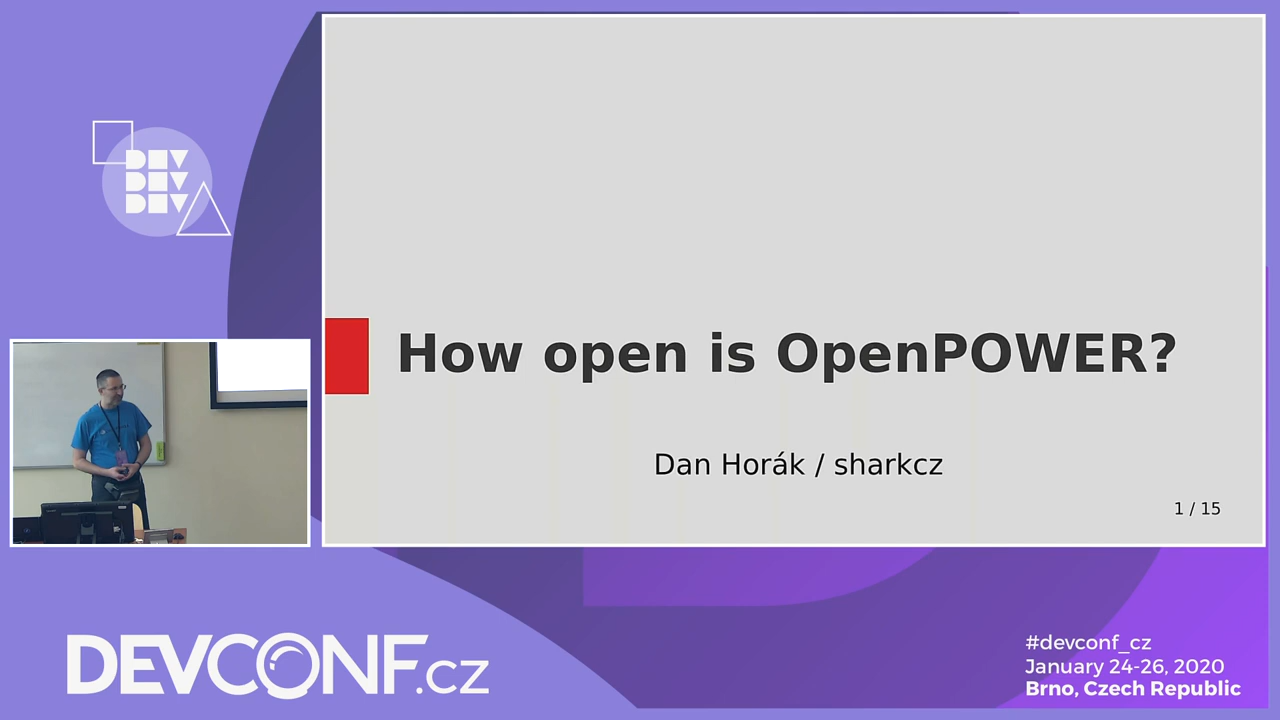 DEV
DEV
DEV
How open is OpenPOWER?
Dan Horák / sharkcz
1 / 15
DEVCONF.cz
#devconf_cz
January 24-26, 2020
Brno, Czech Republic